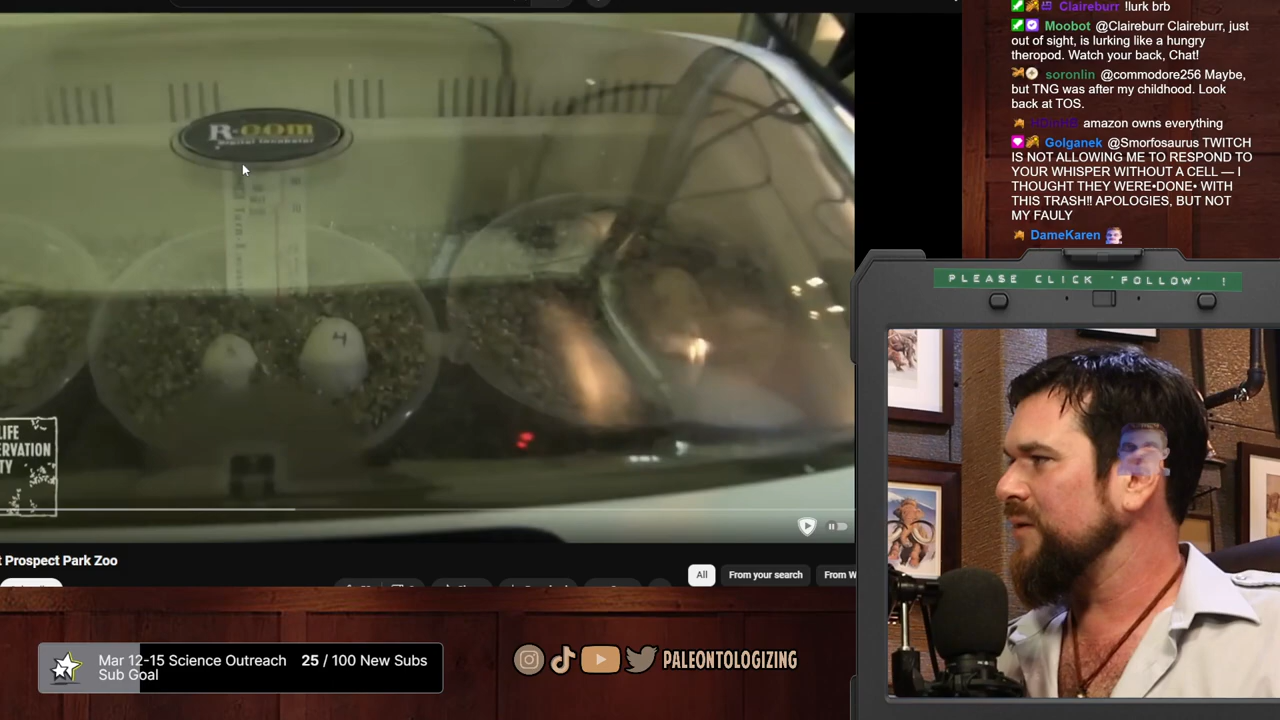 Claireburr !lurk brb
Moobot @Claireburr Claireburr, just
out of sight, is lurking like a hungry
theropod. Watch your back, Chat!
soronlin @commodore256 Maybe,
but TNG was after my childhood. Look
back at TOS.
amazon owns everything
Golganek @Smorfosaurus TWITCH
IS NOT ALLOWING ME TO RESPOND TO
YOUR WHISPER WITHOUT A CELL — I
THOUGHT THEY WERE•DONE• WITH
THIS TRASH!! APOLOGIES, BUT NOT
MY FAULY
DameKaren
PLEASE CLICK 'FOLLOW' !
R-com
Digital Incubator
4
LIFE
ERVATION
TY
t Prospect Park Zoo
All
From your search
From W
Mar 12-15 Science Outreach
Sub Goal
25 / 100 New Subs
PALEONTOLOGIZING